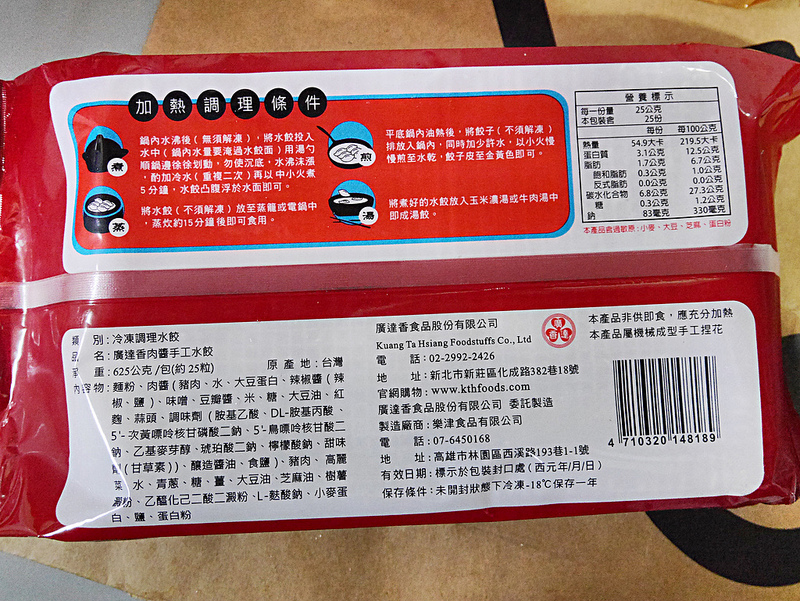 加熱調理條件
鍋內水沸後(無須解凍),將水餃投入
水中(鍋內水量要淹過水餃面)用湯勺
順鍋邊徐徐划動,勿使沉底,水沸沫漲
,酌加冷水(重複二次)再以中小火煮
5分鐘,水餃凸腹浮於水面即可。
煮
將水餃(不須解凍)放至蒸籠或電鍋中
,蒸炊約15分鐘後即可食用。
蒸
平底鍋內油熱後,將餃子(不須解凍)
排放入鍋內,同時加少許水,以小火慢
慢煎至水乾,餃子皮至金黃色即可。
煎
將煮好的水餃放入玉米濃湯或牛肉湯中
即成湯餃。
湯
營養標示
每一份量 25公克
本包裝含 25份
每份 每100公克
熱量 54.9大卡 219.5大卡
蛋白質 3.1公克 12.5公克
脂肪 1.7公克 6.7公克
飽和脂肪 0.3公克 1.0公克
反式脂肪 0.0公克 0.0公克
碳水化合物 6.8公克 27.3公克
糖 0.3公克 1.2公克
鈉 83毫克 330毫克
本產品含過敏原:小麥、大豆、芝麻、蛋白粉
類 別:冷凍調理水餃
品 名:廣達香肉醬手工水餃
重:625公克/包(約25粒) 原產地:台灣
內容物:麵粉、肉醬(豬肉、水、大豆蛋白、辣椒醬(辣
椒、鹽)、味噌、豆瓣醬、米、糖、大豆油、紅
麴、蒜頭、調味劑(胺基乙酸、DL-胺基丙酸、
5'-次黃嘌呤核苷磷酸二鈉、5'-鳥嘌呤核苷酸二
鈉、乙基麥芽醇、琥珀酸二鈉、檸檬酸鈉、甜味
劑(甘草素))、釀造醬油、食鹽)、豬肉、高麗
菜、水、青蔥、糖、薑、大豆油、芝麻油、樹薯
澱粉、乙醯化己二酸二澱粉、L-麩酸鈉、小麥蛋
白、鹽、蛋白粉
廣達香食品股份有限公司
Kuang Ta Hsiang Foodstuffs Co., Ltd
電 話:02-2992-2426
地 址:新北市新莊區化成路382巷18號
官網購物:www.kthfoods.com
廣達香食品股份有限公司 委託製造
製造廠商:樂津食品有限公司
電 話:07-6450168
地 址:高雄市林園區西溪路193巷1-1號
有效日期:標示於包裝封口處(西元年/月/日)
保存條件:未開封狀態下冷凍-18℃保存一年
廣
香達
本產品非供即食,應充分加熱
本產品屬機械成型手工捏花
4 710320 148189